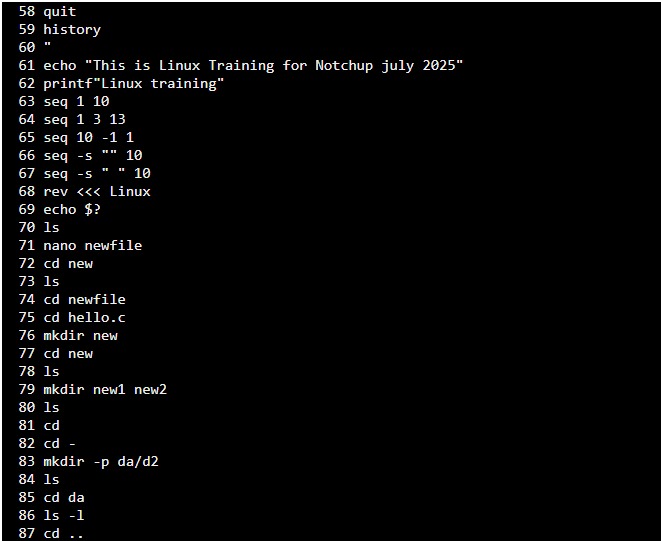 58 quit
59 history
60 "
61 echo "This is Linux Training for Notchup july 2025"
62 printf"Linux training"
63 seq 1 10
64 seq 1 3 13
65 seq 10 -1 1
66 seq -s "" 10
67 seq -s " " 10
68 rev <<< Linux
69 echo $?
70 ls
71 nano newfile
72 cd new
73 ls
74 cd newfile
75 cd hello.c
76 mkdir new
77 cd new
78 ls
79 mkdir new1 new2
80 ls
81 cd
82 cd -
83 mkdir -p da/d2
84 ls
85 cd da
86 ls -l
87 cd ..